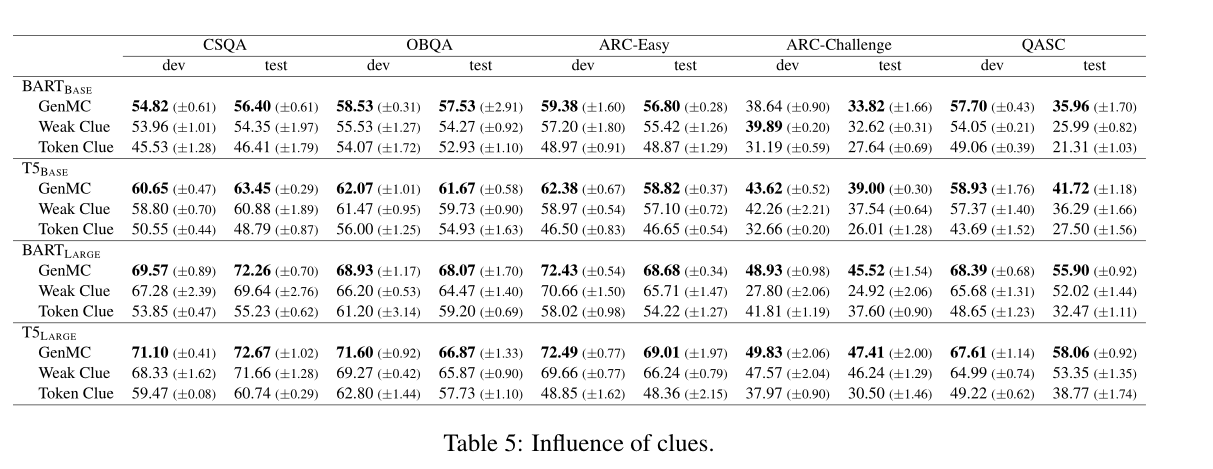 CSQA OBQA ARC-Easy ARC-Challenge QASC
dev test dev test dev test dev test dev test
BART_BASE
GenMC 54.82 (±0.61) 56.40 (±0.61) 58.53 (±0.31) 57.53 (±2.91) 59.38 (±1.60) 56.80 (±0.28) 38.64 (±0.90) 33.82 (±1.66) 57.70 (±0.43) 35.96 (±1.70)
Weak Clue 53.96 (±1.01) 54.35 (±1.97) 55.53 (±1.27) 54.27 (±0.92) 57.20 (±1.80) 55.42 (±1.26) 39.89 (±0.20) 32.62 (±0.31) 54.05 (±0.21) 25.99 (±0.82)
Token Clue 45.53 (±1.28) 46.41 (±1.79) 54.07 (±1.72) 52.93 (±1.10) 48.97 (±0.91) 48.87 (±1.29) 31.19 (±0.59) 27.64 (±0.69) 49.06 (±0.39) 21.31 (±1.03)
T5_BASE
GenMC 60.65 (±0.47) 63.45 (±0.29) 62.07 (±1.01) 61.67 (±0.58) 62.38 (±0.67) 58.82 (±0.37) 43.62 (±0.52) 39.00 (±0.30) 58.93 (±1.76) 41.72 (±1.18)
Weak Clue 58.80 (±0.70) 60.88 (±1.89) 61.47 (±0.95) 59.73 (±0.90) 58.97 (±0.54) 57.10 (±0.72) 42.26 (±2.21) 37.54 (±0.64) 57.37 (±1.40) 36.29 (±1.66)
Token Clue 50.55 (±0.44) 48.79 (±0.87) 56.00 (±1.25) 54.93 (±1.63) 46.50 (±0.83) 46.65 (±0.54) 32.66 (±0.20) 26.01 (±1.28) 43.69 (±1.52) 27.50 (±1.56)
BART_LARGE
GenMC 69.57 (±0.89) 72.26 (±0.70) 68.93 (±1.17) 68.07 (±1.70) 72.43 (±0.54) 68.68 (±0.34) 48.93 (±0.98) 45.52 (±1.54) 68.39 (±0.68) 55.90 (±0.92)
Weak Clue 67.28 (±2.39) 69.64 (±2.76) 66.20 (±0.53) 64.47 (±1.40) 70.66 (±1.50) 65.71 (±1.47) 27.80 (±2.06) 24.92 (±2.06) 65.68 (±1.31) 52.02 (±1.44)
Token Clue 53.85 (±0.47) 55.23 (±0.62) 61.20 (±3.14) 59.20 (±0.69) 58.02 (±0.98) 54.22 (±1.27) 41.81 (±1.19) 37.60 (±0.90) 48.65 (±1.23) 32.47 (±1.11)
T5_LARGE
GenMC 71.10 (±0.41) 72.67 (±1.02) 71.60 (±0.92) 66.87 (±1.33) 72.49 (±0.77) 69.01 (±1.97) 49.83 (±2.06) 47.41 (±2.00) 67.61 (±1.14) 58.06 (±0.92)
Weak Clue 68.33 (±1.62) 71.66 (±1.28) 69.27 (±0.42) 65.87 (±0.90) 69.66 (±0.77) 66.24 (±0.79) 47.57 (±2.04) 46.24 (±1.29) 64.99 (±0.74) 53.35 (±1.35)
Token Clue 59.47 (±0.08) 60.74 (±0.29) 62.80 (±1.44) 57.73 (±1.10) 48.85 (±1.62) 48.36 (±2.15) 37.97 (±0.90) 30.50 (±1.46) 49.22 (±0.62) 38.77 (±1.74)
Table 5: Influence of clues.